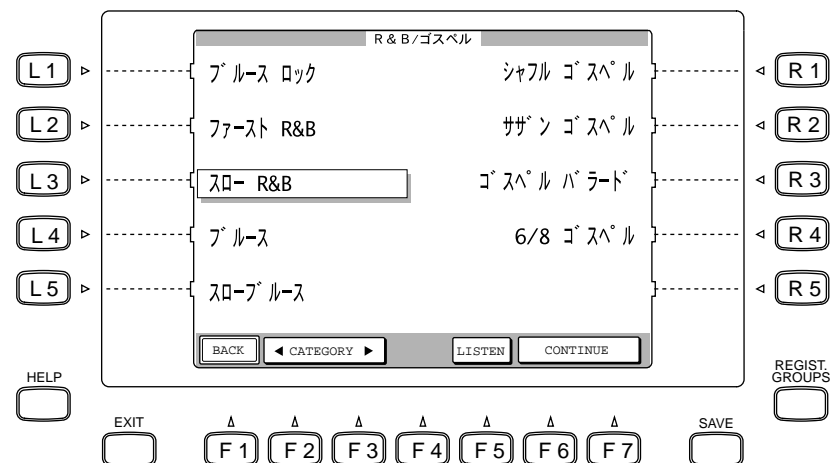 R&B/ゴスペル
L1 ブルース ロック シャフル ゴスペル R1
L2 ファースト R&B サザン ゴスペル R2
L3 スロー R&B ゴスペル バラード R3
L4 ブルース 6/8 ゴスペル R4
L5 スローブルース R5
BACK ◀ CATEGORY ▶ LISTEN CONTINUE
HELP
REGIST.
GROUPS
EXIT
SAVE
F1 F2 F3 F4 F5 F6 F7